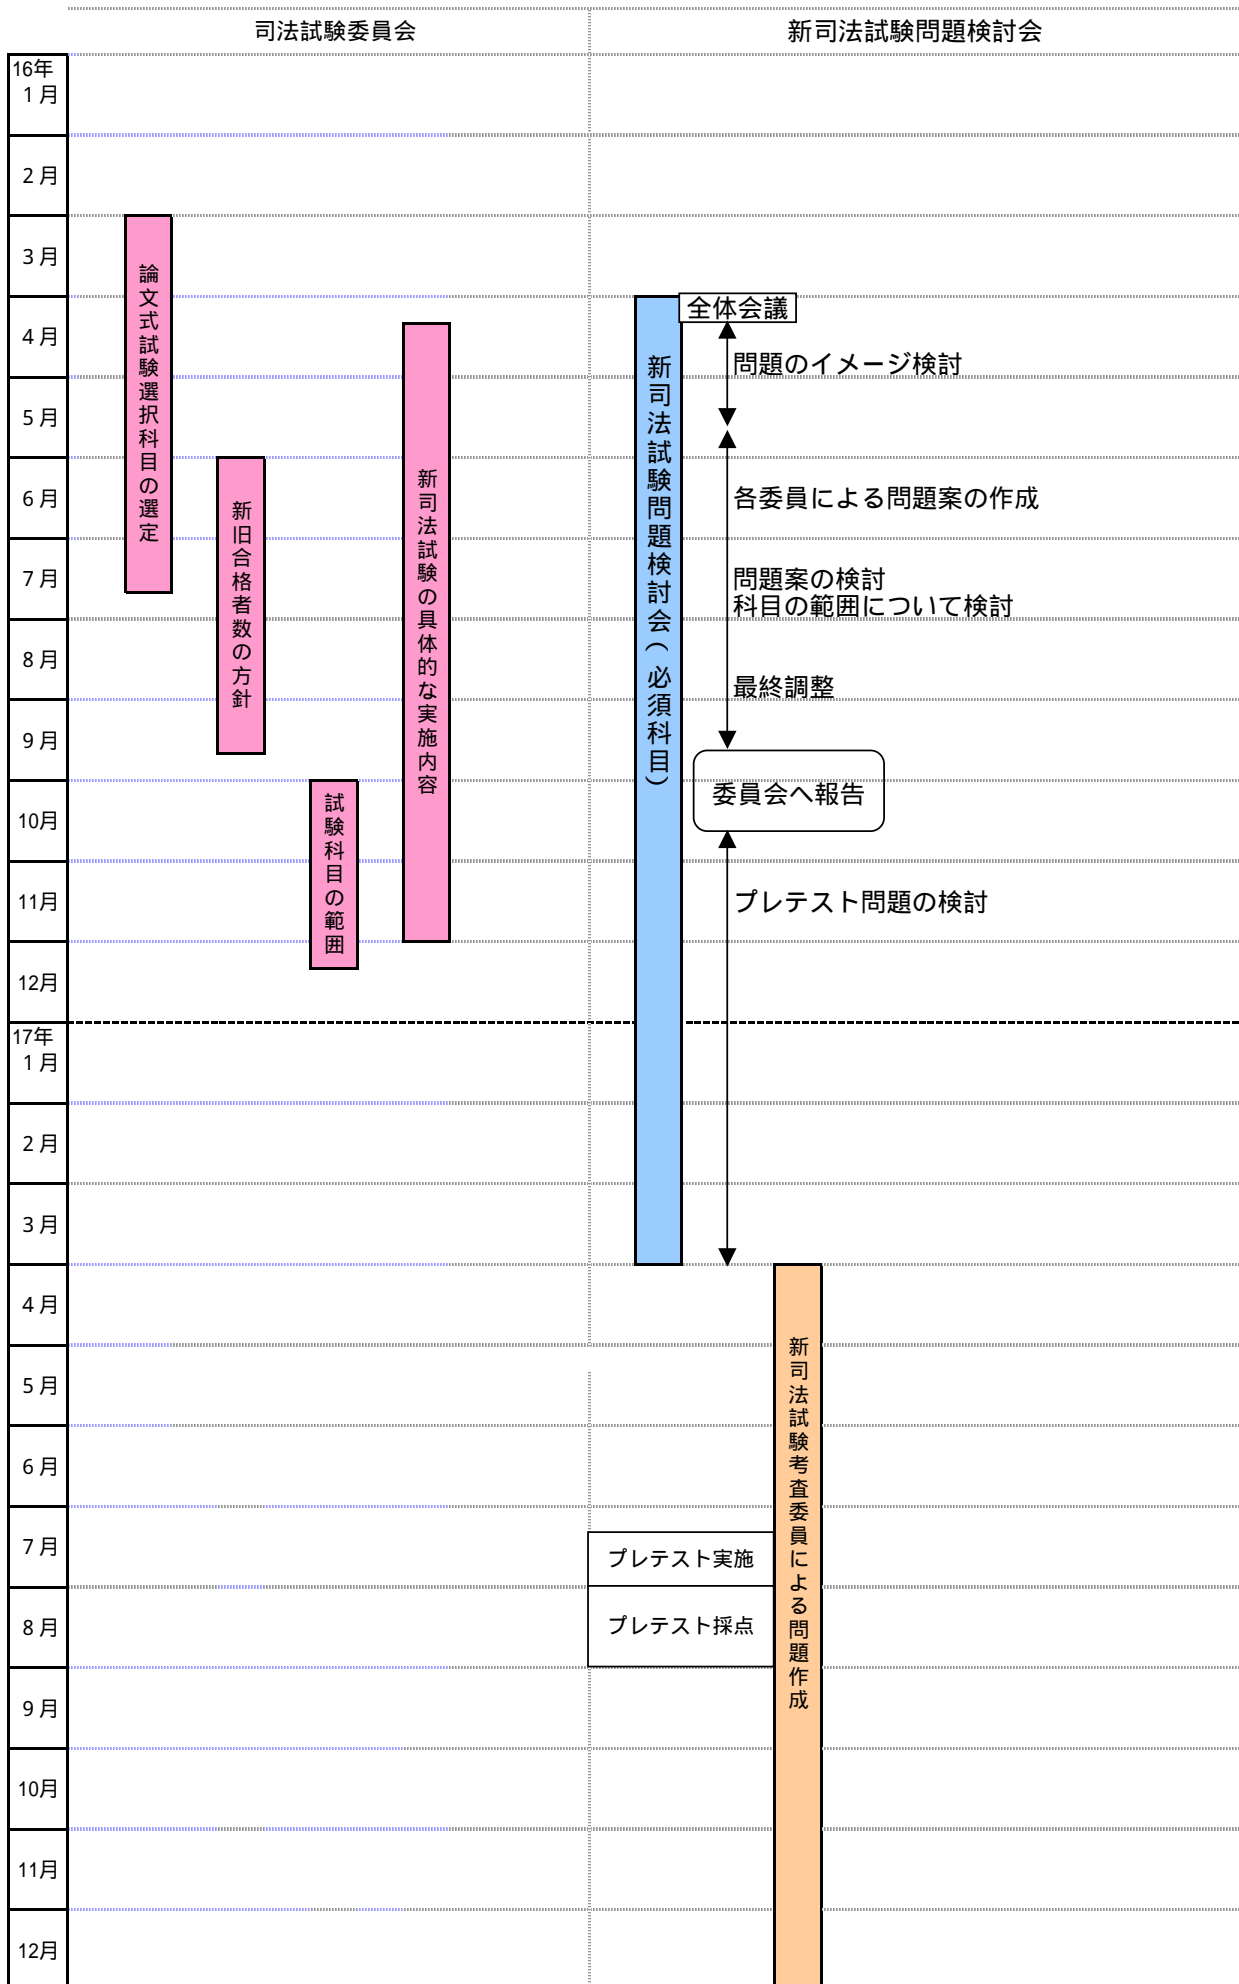 司法試験委員会
新司法試験問題検討会
16年
1月
2月
3月
4月
5月
6月
7月
8月
9月
10月
11月
12月
17年
1月
2月
3月
4月
5月
6月
7月
8月
9月
10月
11月
12月
論文式試験選択科目の選定
新旧合格者数の方針
試験科目の範囲
新司法試験の具体的な実施内容
新司法試験問題検討会(必須科目)
全体会議
問題のイメージ検討
各委員による問題案の作成
問題案の検討
科目の範囲について検討
最終調整
委員会へ報告
プレテスト問題の検討
新司法試験考査委員による問題作成
プレテスト実施
プレテスト採点